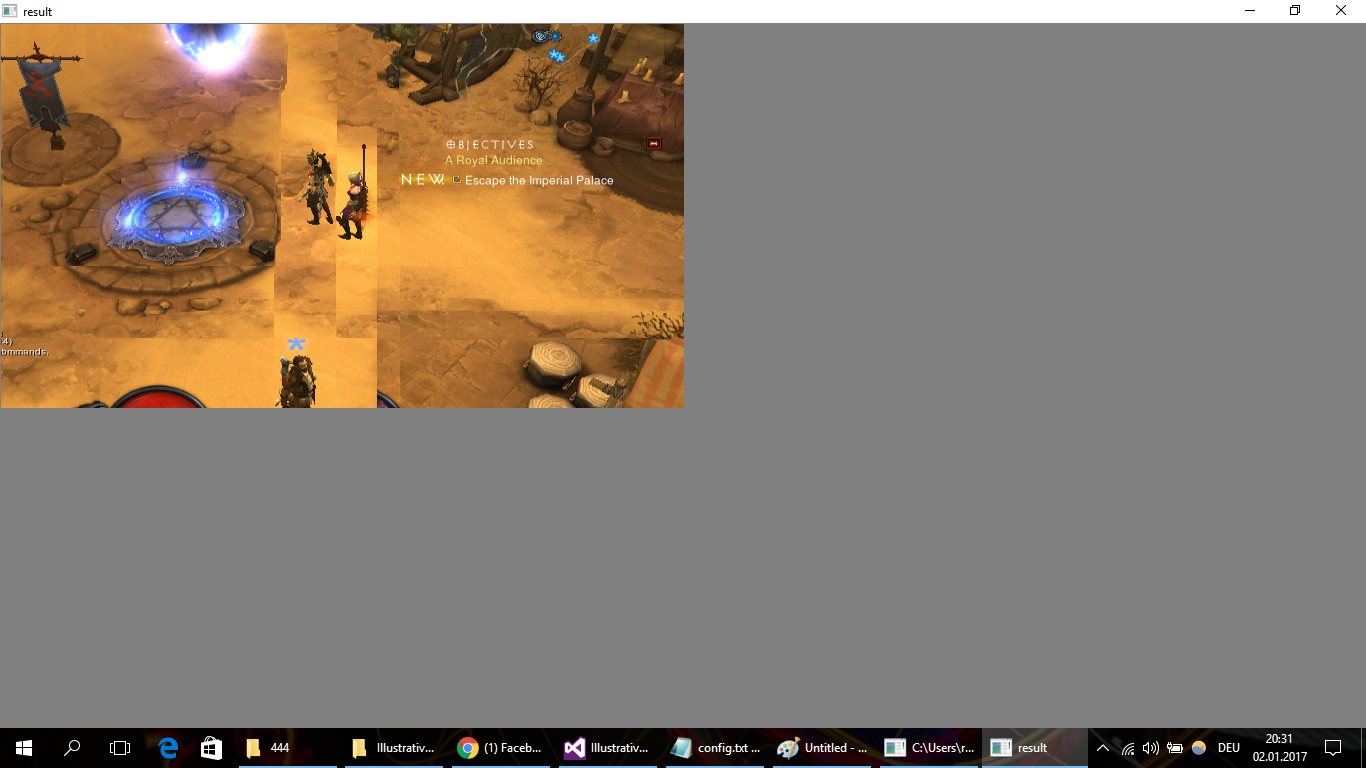 result
OBJECTIVES
A Royal Audience
NEW! Escape the Imperial Palace
4)
ommands.
444
Illustrativ...
(1) Faceb...
Illustrativ...
config.txt ...
Untitled - ...
C:\Users\r...
result
DEU
20:31
02.01.2017